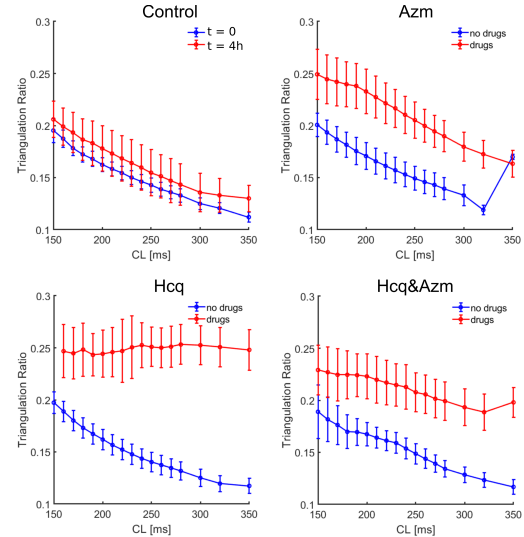 Control
0.3
0.25
0.2
0.15
0.1
Triangulation Ratio
t = 0
t = 4h
150
200
250
300
350
CL [ms]
Azm
0.3
0.25
0.2
0.15
0.1
Triangulation Ratio
no drugs
drugs
150
200
250
300
350
CL [ms]
Hcq
0.3
0.25
0.2
0.15
0.1
Triangulation Ratio
no drugs
drugs
150
200
250
300
350
CL [ms]
Hcq&Azm
0.3
0.25
0.2
0.15
0.1
Triangulation Ratio
no drugs
drugs
150
200
250
300
350
CL [ms]